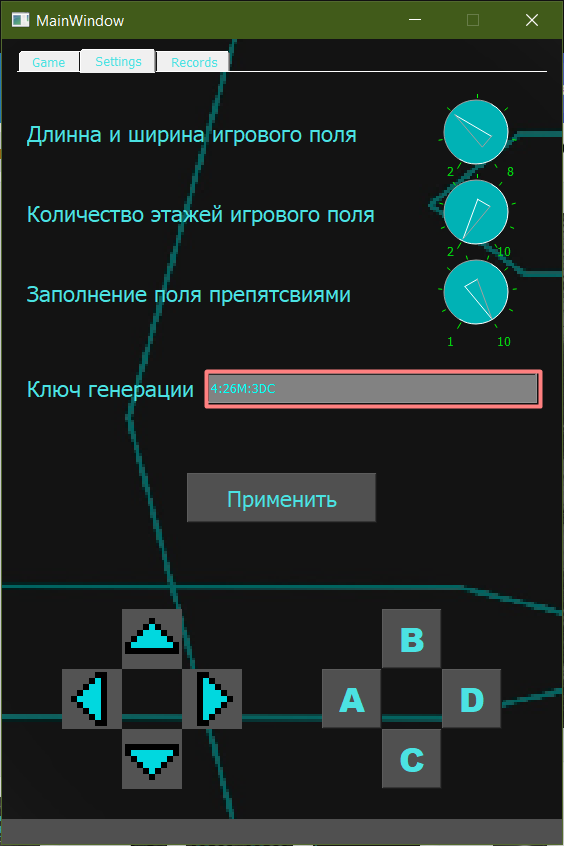 MainWindow
Game Settings Records
Длинна и ширина игрового поля
2 8
Количество этажей игрового поля
2 10
Заполнение поля препятсвиями
1 10
Ключ генерации 4:26M:3DC
Применить
B
A D
C